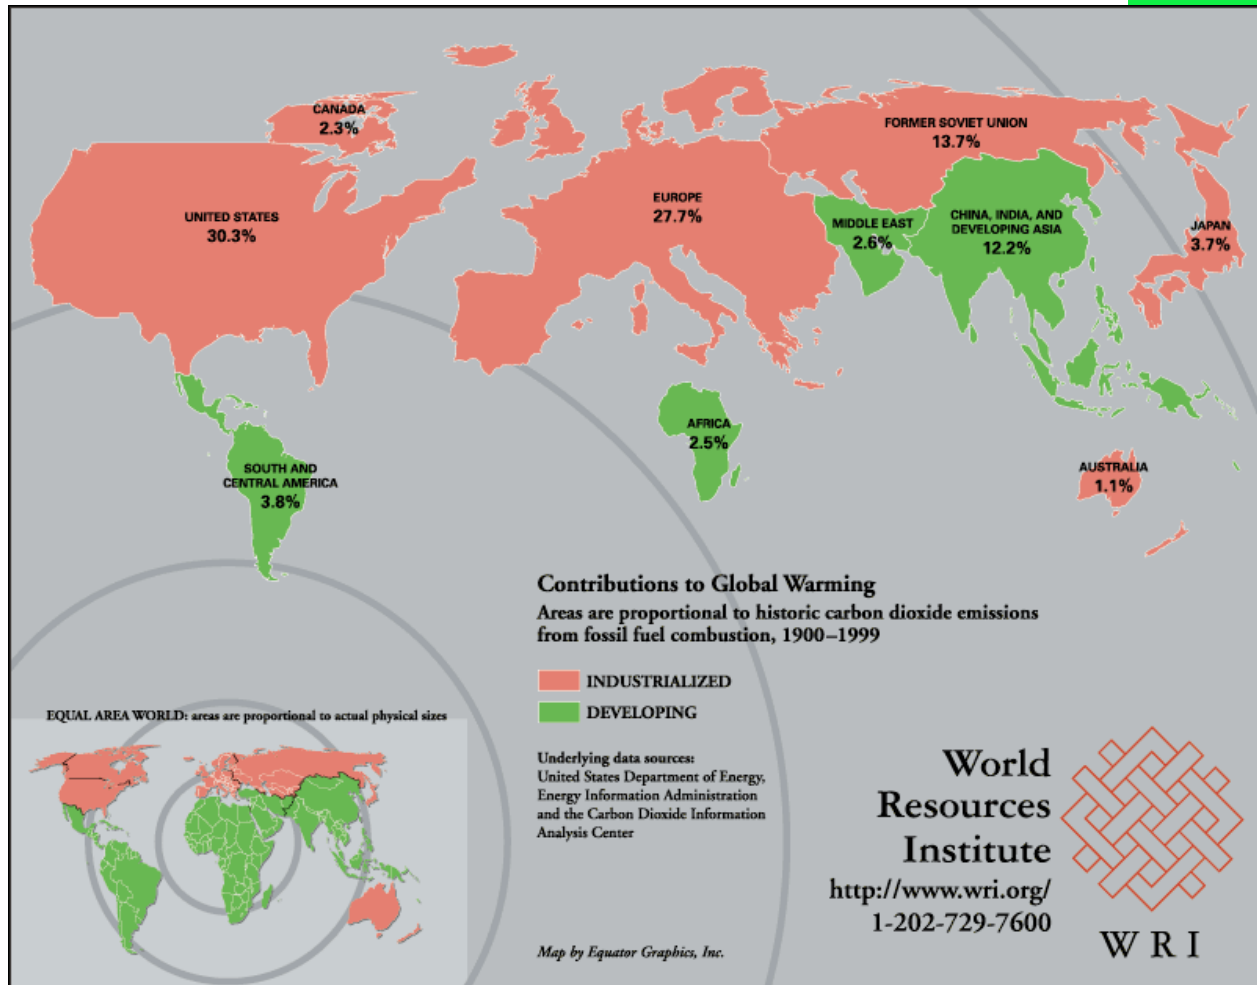 CANADA
2.3%
FORMER SOVIET UNION
13.7%
UNITED STATES
30.3%
EUROPE
27.7%
MIDDLE EAST
2.6%
CHINA, INDIA, AND
DEVELOPING ASIA
12.2%
JAPAN
3.7%
AFRICA
2.5%
SOUTH AND
CENTRAL AMERICA
3.8%
AUSTRALIA
1.1%
Contributions to Global Warming
Areas are proportional to historic carbon dioxide emissions
from fossil fuel combustion, 1900–1999
INDUSTRIALIZED
DEVELOPING
EQUAL AREA WORLD: areas are proportional to actual physical sizes
Underlying data sources:
United States Department of Energy,
Energy Information Administration
and the Carbon Dioxide Information
Analysis Center
Map by Equator Graphics, Inc.
World
Resources
Institute
http://www.wri.org/
1-202-729-7600
WRI